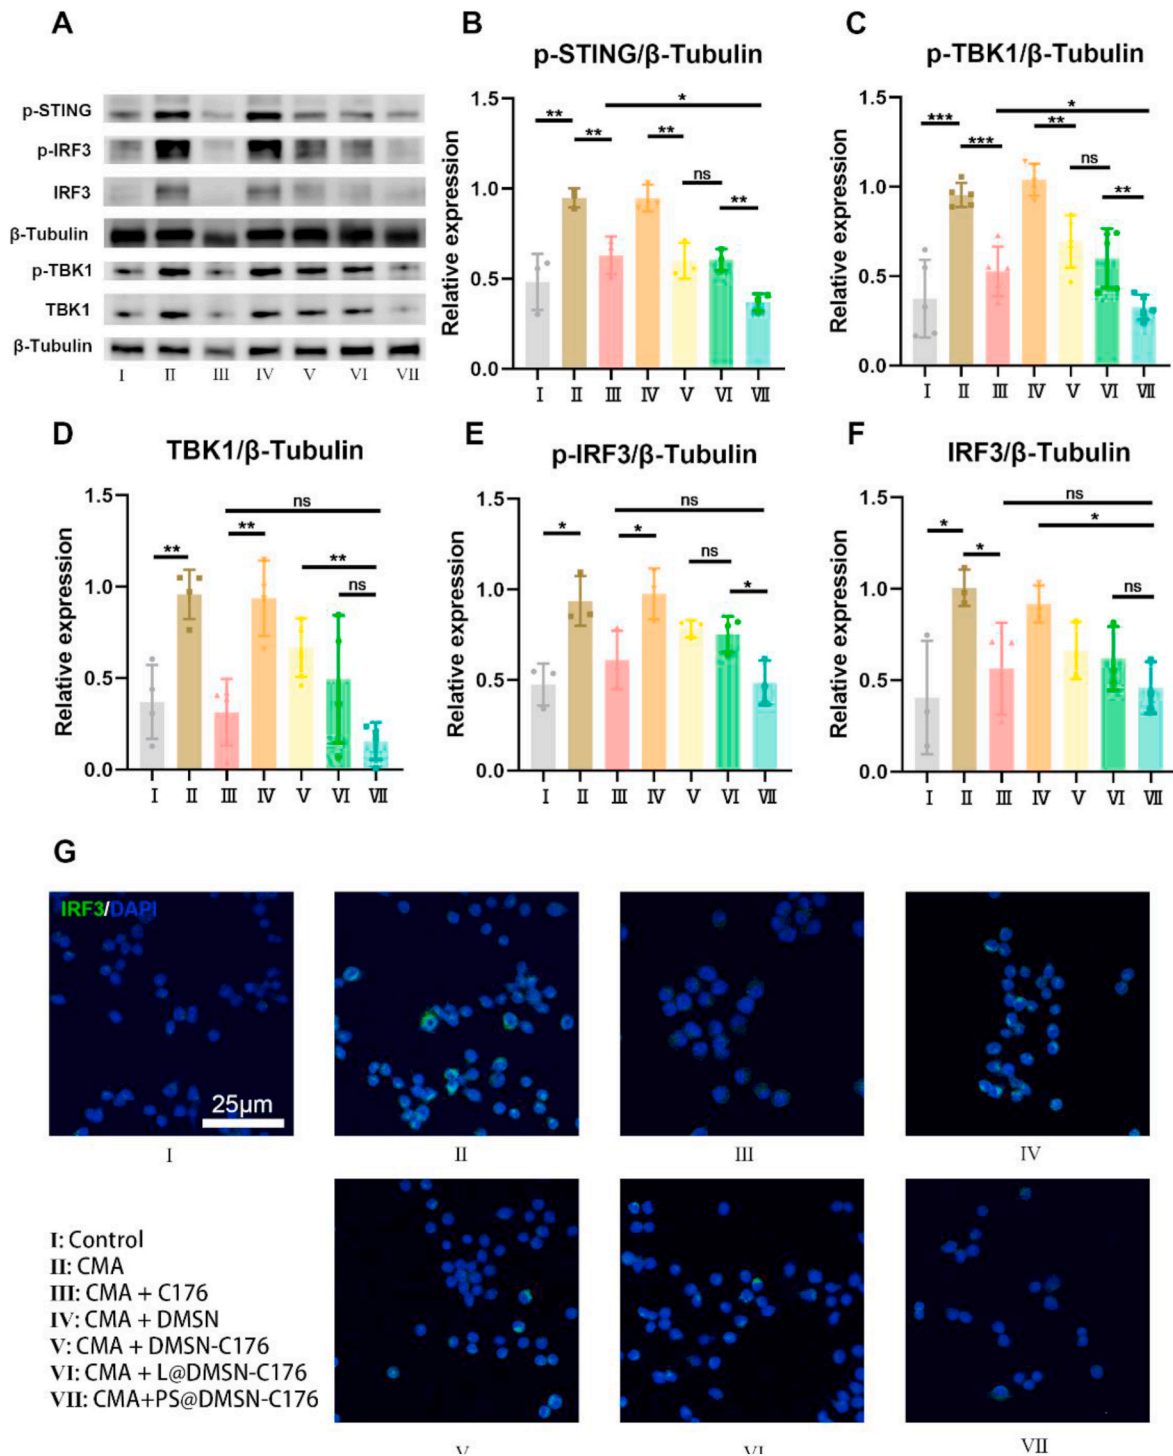 A
p-STING
p-IRF3
IRF3
β-Tubulin
p-TBK1
TBK1
β-Tubulin
I II III IV V VI VII
B
p-STING/β-Tubulin
Relative expression
1.5
1.0
0.5
0.0
** ** ** ns ** *
I II III IV V VI VII
C
p-TBK1/β-Tubulin
Relative expression
1.5
1.0
0.5
0.0
*** *** ** ns ** *
I II III IV V VI VII
D
TBK1/β-Tubulin
Relative expression
1.5
1.0
0.5
0.0
** ** ns ** ns
I II III IV V VI VII
E
p-IRF3/β-Tubulin
Relative expression
1.5
1.0
0.5
0.0
* * ns ns *
I II III IV V VI VII
F
IRF3/β-Tubulin
Relative expression
1.5
1.0
0.5
0.0
* * ns * ns
I II III IV V VI VII
G
IRF3/DAPI
25μm
I
II
III
IV
I: Control
II: CMA
III: CMA + C176
IV: CMA + DMSN
V: CMA + DMSN-C176
VI: CMA + L@DMSN-C176
VII: CMA+PS@DMSN-C176
V
VI
VII